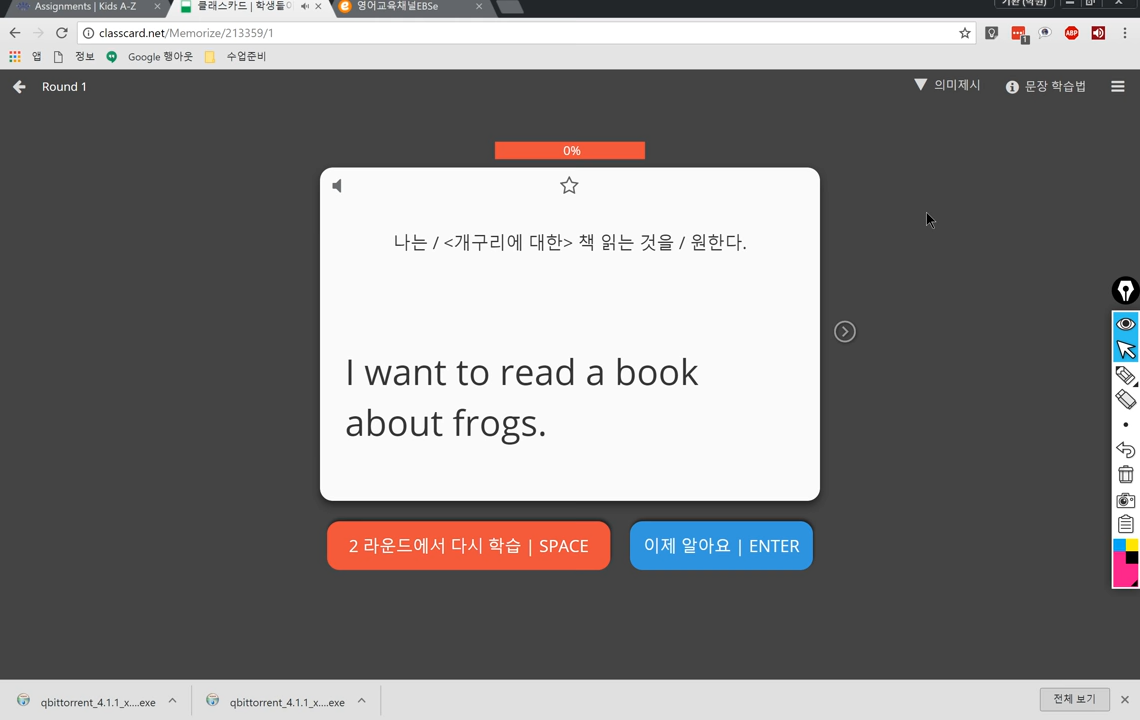 Assignments | Kids A-Z
클래스카드 | 학생들이
영어교육채널EBSe
classcard.net/Memorize/213359/1
1
ABP
앱
정보
Google 행아웃
수업준비
Round 1
의미제시
문장 학습법
0%
나는 / <개구리에 대한> 책 읽는 것을 / 원한다.
I want to read a book
about frogs.
2 라운드에서 다시 학습 | SPACE
이제 알아요 | ENTER
qbittorrent_4.1.1_x....exe
qbittorrent_4.1.1_x....exe
전체 보기